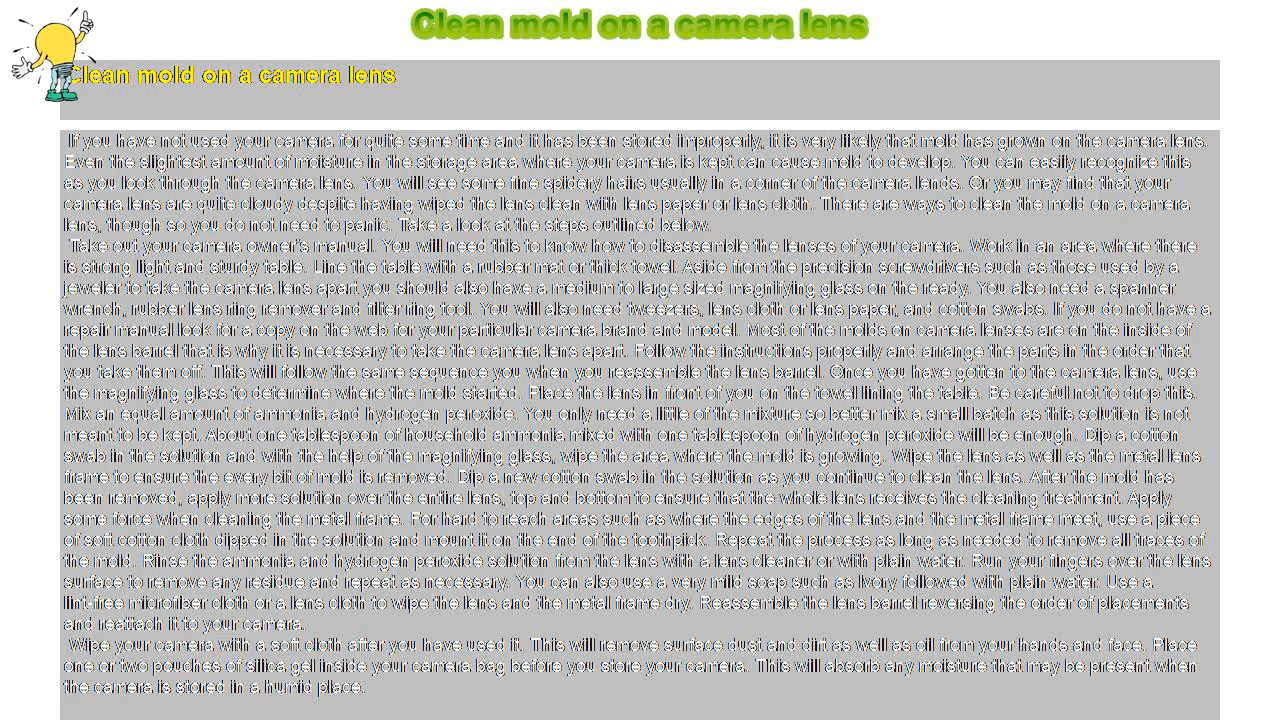 Clean mold on a camera lens
Clean mold on a camera lens
If you have not used your camera for quite some time and it has been stored improperly, it is very likely that mold has grown on the camera lens.
Even the slightest amount of moisture in the storage area where your camera is kept can cause mold to develop. You can easily recognize this
as you look through the camera lens. You will see some fine spidery hairs usually in a corner of the camera lends. Or you may find that your
camera lens are quite cloudy despite having wiped the lens clean with lens paper or lens cloth. There are ways to clean the mold on a camera
lens, though so you do not need to panic. Take a look at the steps outlined below.
Take out your camera owner's manual. You will need this to know how to disassemble the lenses of your camera. Work in an area where there
is strong light and sturdy table. Line the table with a rubber mat or thick towel. Aside from the precision screwdrivers such as those used by a
jeweler to take the camera lens apart you should also have a medium to large sized magnifying glass on the ready. You also need a spanner
wrench, rubber lens ring remover and filter ring tool. You will also need tweezers, lens cloth or lens paper, and cotton swabs. If you do not have a
repair manual look for a copy on the web for your particular camera brand and model. Most of the molds on camera lenses are on the inside of
the lens barrel that is why it is necessary to take the camera lens apart. Follow the instructions properly and arrange the parts in the order that
you take them off. This will follow the same sequence you when you reassemble the lens barrel. Once you have gotten to the camera lens, use
the magnifying glass to determine where the mold started. Place the lens in front of you on the towel lining the table. Be careful not to drop this.
Mix an equal amount of ammonia and hydrogen peroxide. You only need a little of the mixture so better mix a small batch as this solution is not
meant to be kept. About one tablespoon of household ammonia mixed with one tablespoon of hydrogen peroxide will be enough. Dip a cotton
swab in the solution and with the help of the magnifying glass, wipe the area where the mold is growing. Wipe the lens as well as the metal lens
frame to ensure the every bit of mold is removed. Dip a new cotton swab in the solution as you continue to clean the lens. After the mold has
been removed, apply more solution over the entire lens, top and bottom to ensure that the whole lens receives the cleaning treatment. Apply
some force when cleaning the metal frame. For hard to reach areas such as where the edges of the lens and the metal frame meet, use a piece
of soft cotton cloth dipped in the solution and mount it on the end of the toothpick. Repeat the process as long as needed to remove all traces of
the mold. Rinse the ammonia and hydrogen peroxide solution from the lens with a lens cleaner or with plain water. Run your fingers over the lens
surface to remove any residue and repeat as necessary. You can also use a very mild soap such as Ivory followed with plain water. Use a
lint-free microfiber cloth or a lens cloth to wipe the lens and the metal frame dry. Reassemble the lens barrel reversing the order of placements
and reattach it to your camera.
Wipe your camera with a soft cloth after you have used it. This will remove surface dust and dirt as well as oil from your hands and face. Place
one or two pouches of silica gel inside your camera bag before you store your camera. This will absorb any moisture that may be present when
the camera is stored in a humid place.